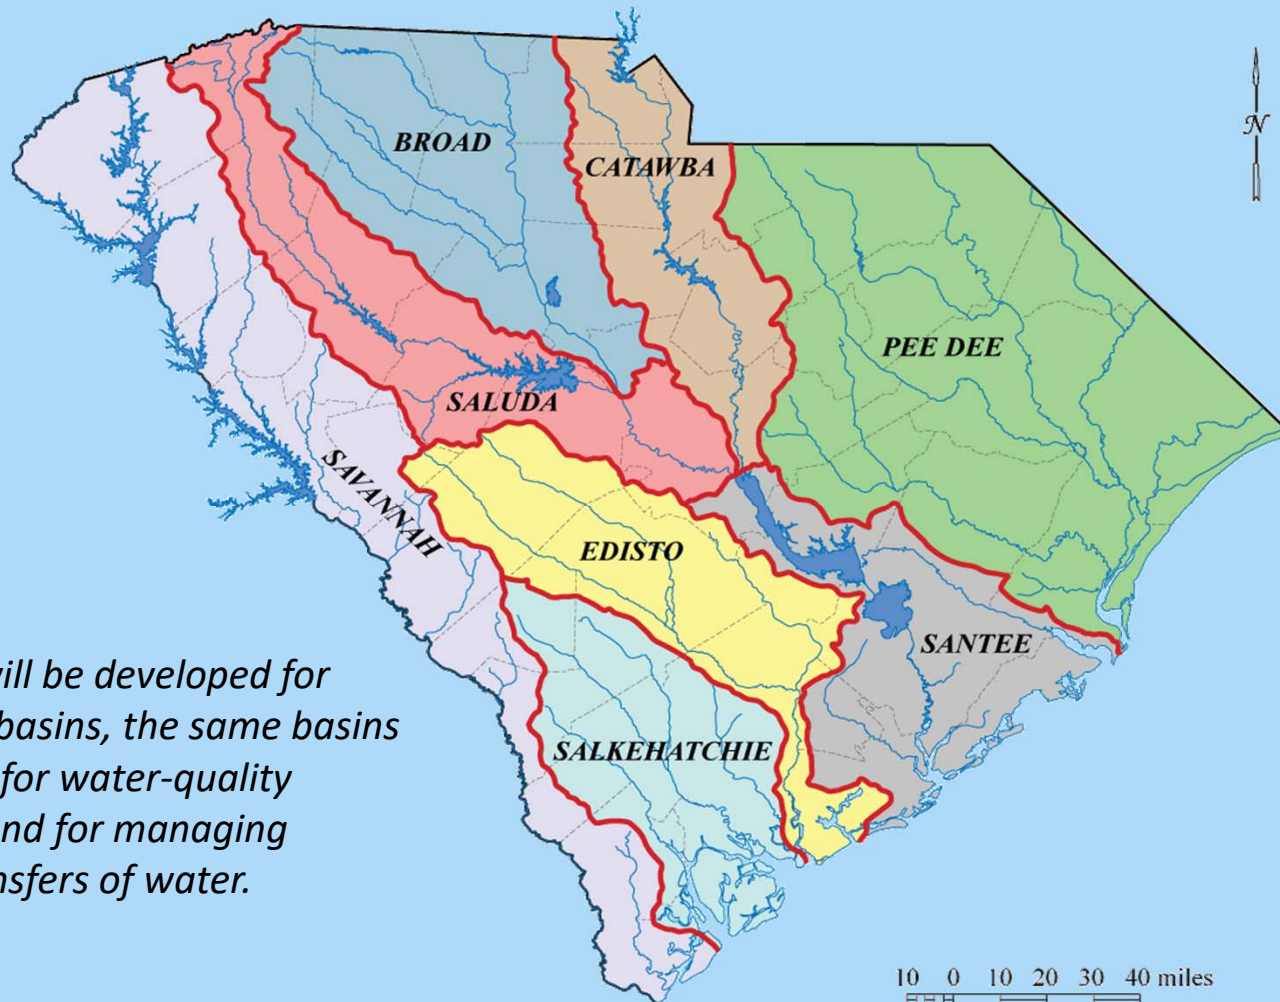 BROAD
CATAWBA
N
PEE DEE
SALUDA
SAVANNAH
EDISTO
SANTEE
SALKEHATCHIE
will be developed for
basins, the same basins
for water-quality
nd for managing
nsfers of water.
10 0 10 20 30 40 miles